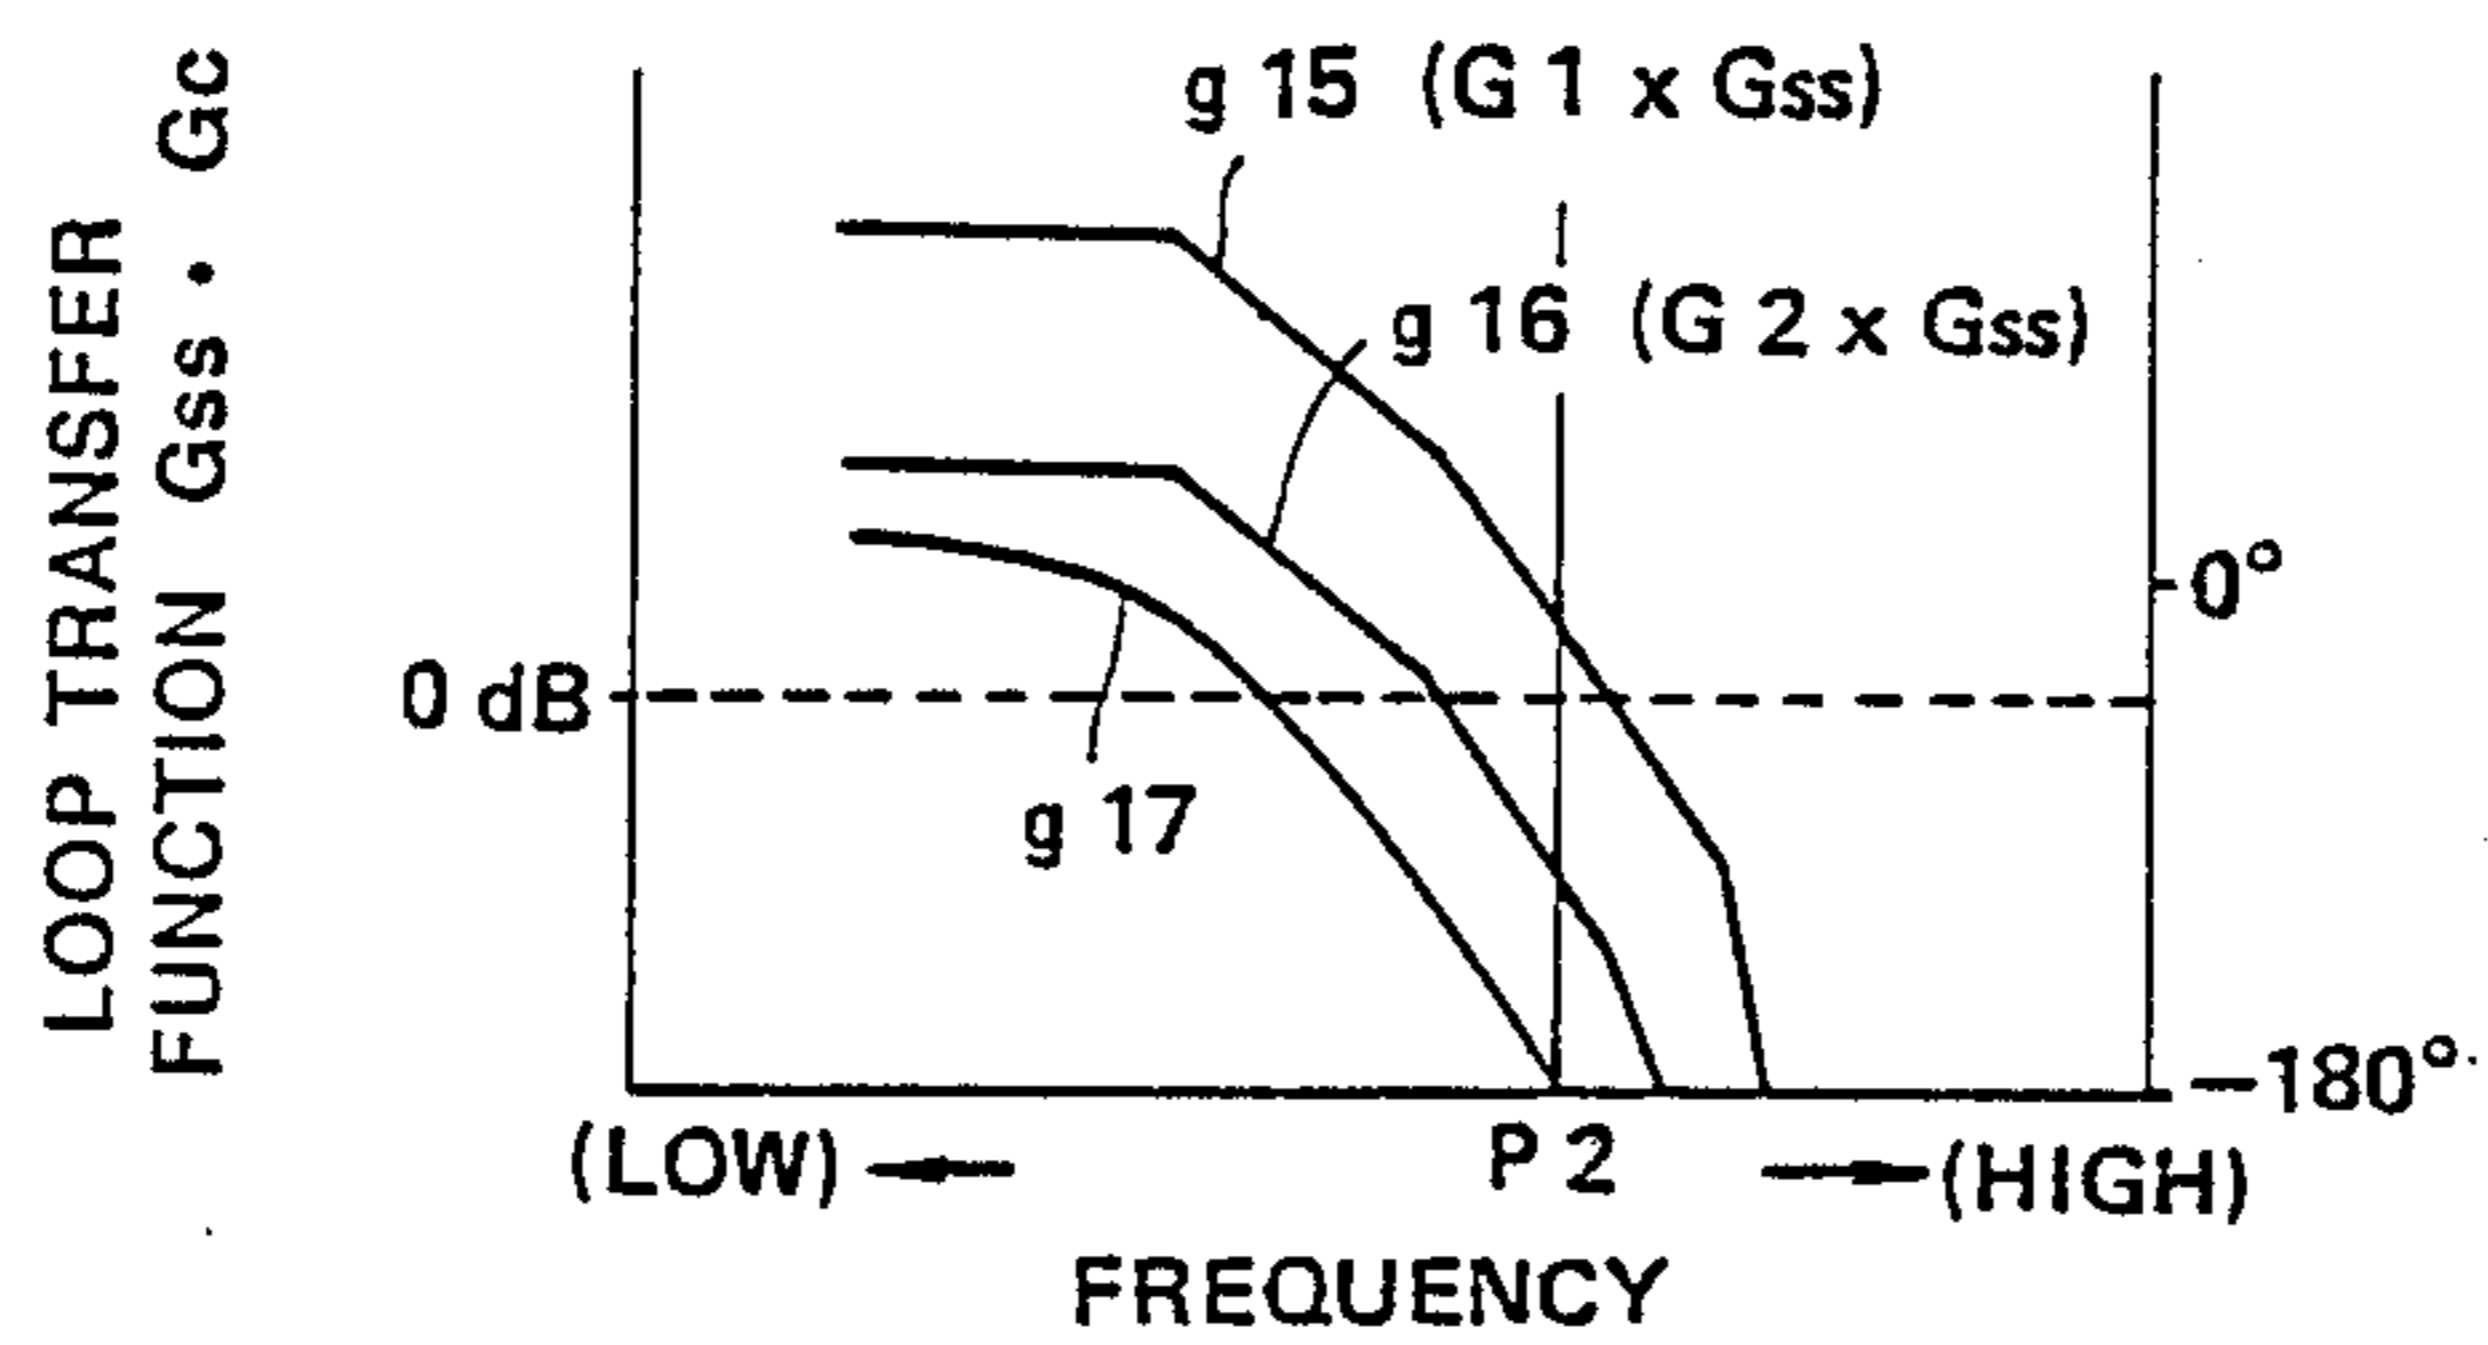 LOOP TRANSFER
FUNCTION Gss · Gc
g 15 (G 1 x Gss)
g 16 (G 2 x Gss)
0°
0 dB
g 17
-180°
(LOW)
P 2
(HIGH)
FREQUENCY